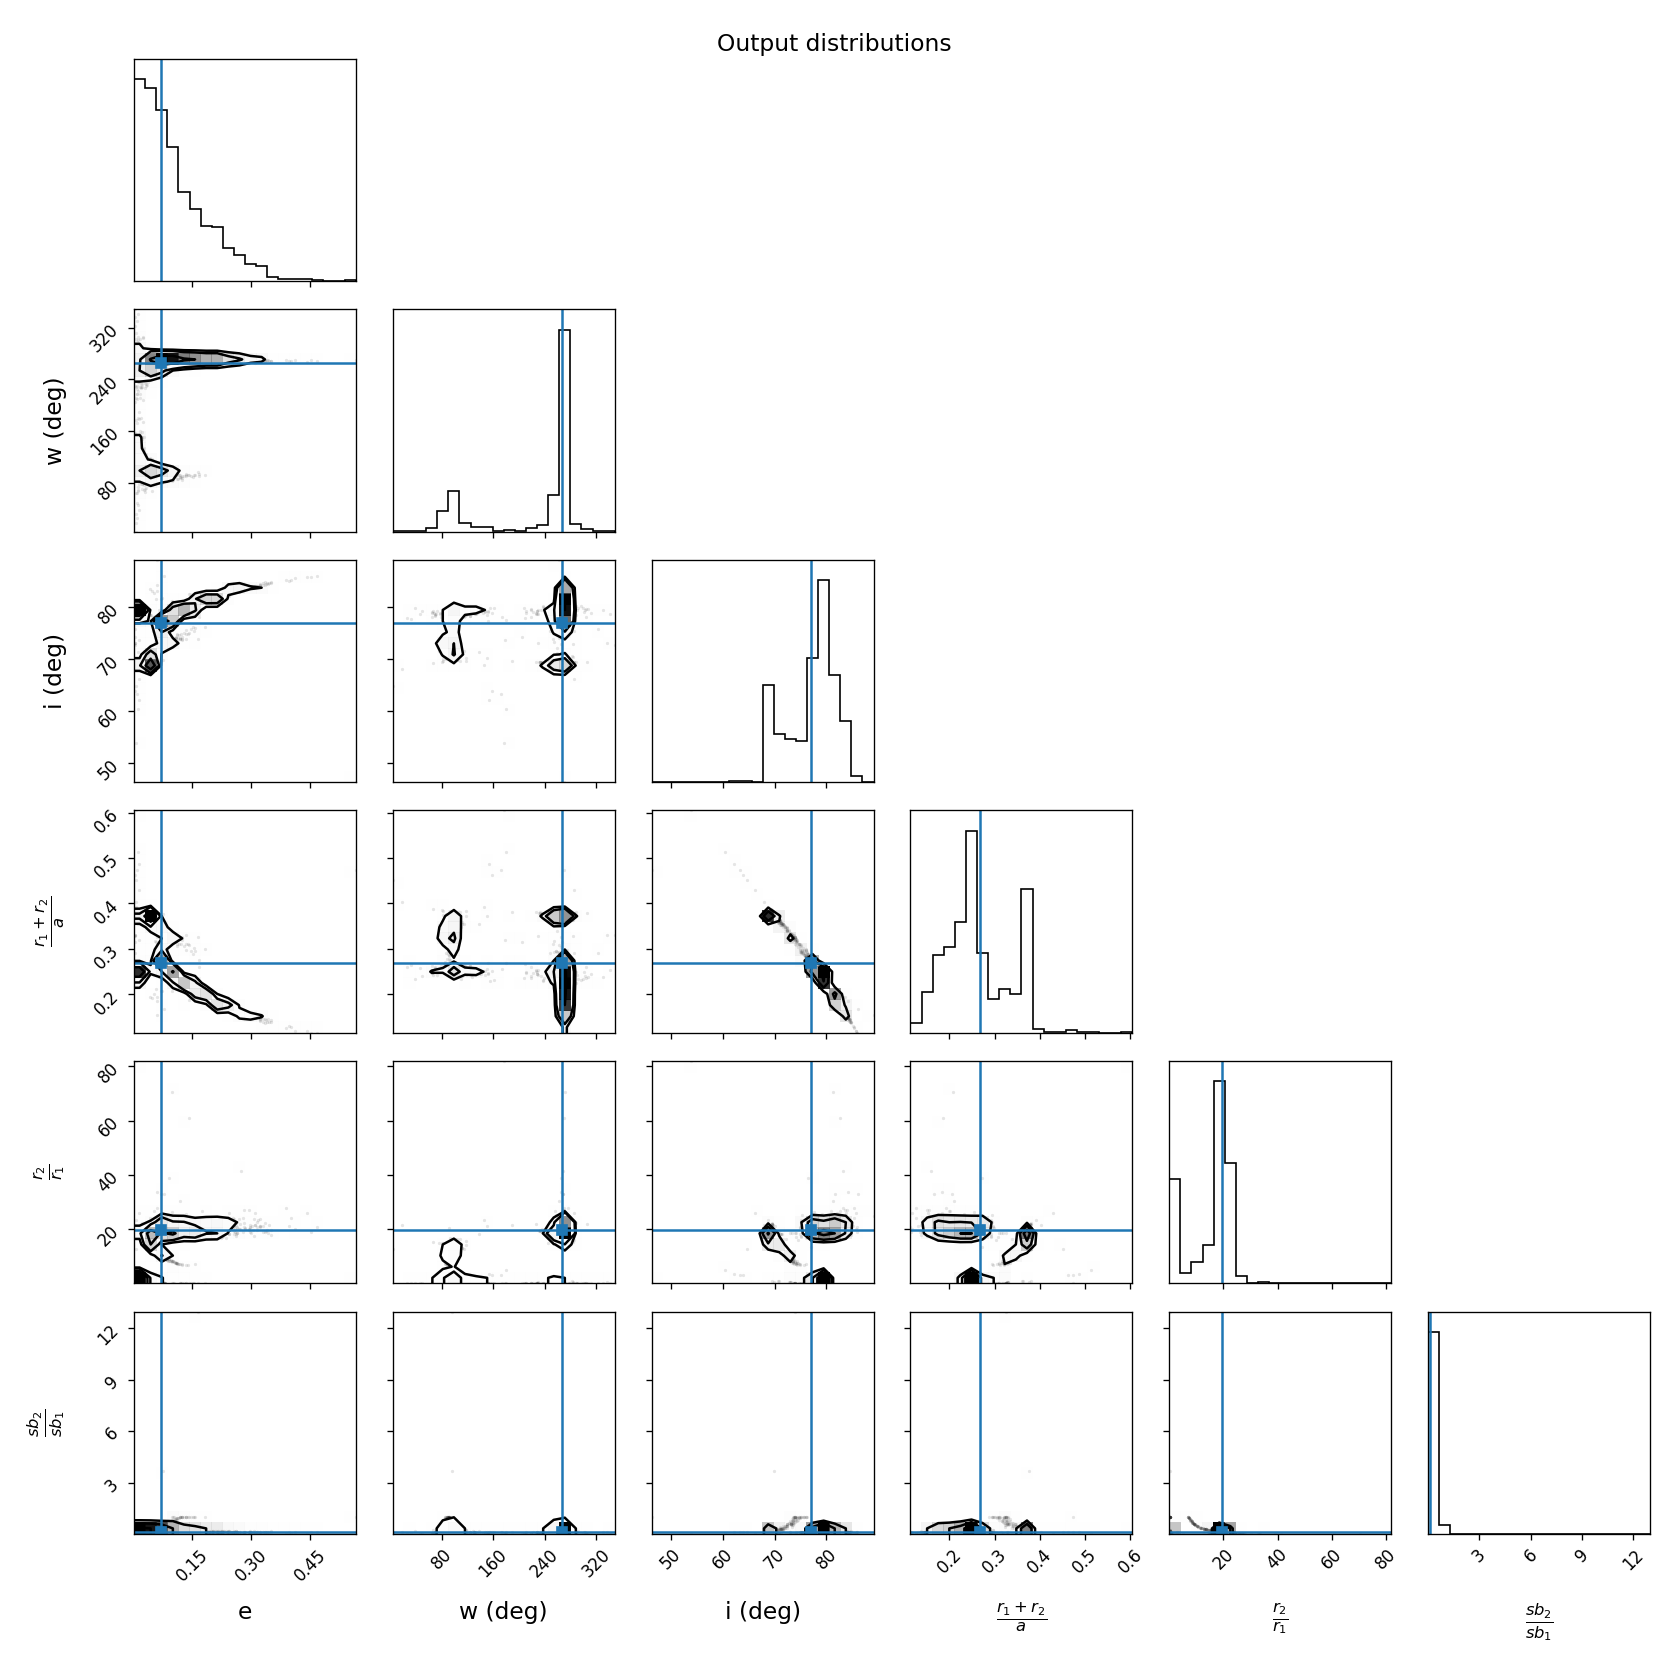 Output distributions
w (deg)
320
240
160
80
i (deg)
80
70
60
50
r₁ + r₂
a
0.6
0.5
0.4
0.3
0.2
r₂
r₁
80
60
40
20
sb₂
sb₁
12
9
6
3
0.15 0.30 0.45 80 160 240 320 50 60 70 80 0.2 0.3 0.4 0.5 0.6 20 40 60 80 3 6 9 12
e w (deg) i (deg) r₁ + r₂ r₂ sb₂
a r₁ sb₁